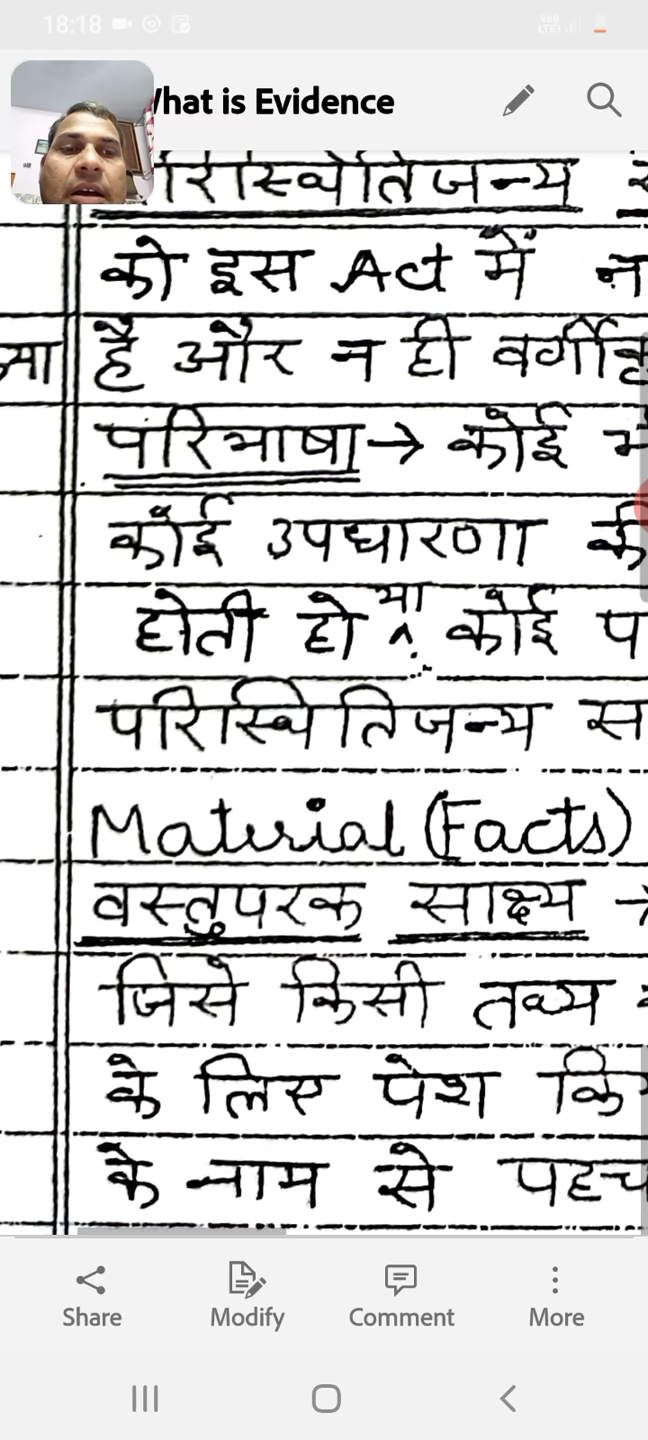 18:18
What is Evidence
परिस्थितिजन्य
को इस Act में
है और न ही
परिभाषा → कोई
कोई उपधारणा
या
होती हो ^ कोई
परिस्थितिजन्य
Material (Facts)
वस्तुपरक साक्ष्य →
जिसे किसी तथ्य
के लिए पेश
के नाम से
Share Modify Comment More